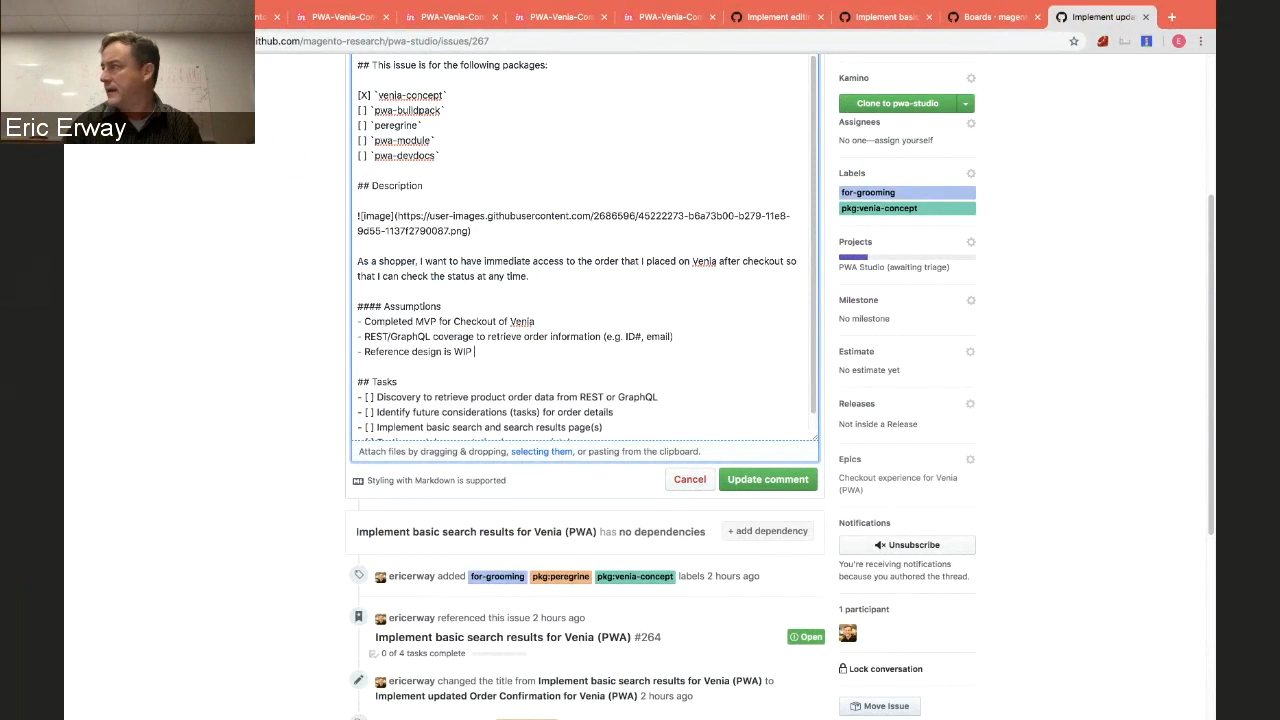 PWA-Venia-Con
PWA-Venia-Con
PWA-Venia-Con
PWA-Venia-Con
Implement editi
Implement basi
Boards · magen
Implement upda
github.com/magento-research/pwa-studio/issues/267
Eric Erway
## This issue is for the following packages:
[X] `venia-concept`
[ ] `pwa-buildpack`
[ ] `peregrine`
[ ] `pwa-module`
[ ] `pwa-devdocs`
## Description
![image](https://user-images.githubusercontent.com/2686596/45222273-b6a73b00-b279-11e8-
9d55-1137f2790087.png)
As a shopper, I want to have immediate access to the order that I placed on Venia after checkout so
that I can check the status at any time.
#### Assumptions
- Completed MVP for Checkout of Venia
- REST/GraphQL coverage to retrieve order information (e.g. ID#, email)
- Reference design is WIP
## Tasks
- [ ] Discovery to retrieve product order data from REST or GraphQL
- [ ] Identify future considerations (tasks) for order details
- [ ] Implement basic search and search results page(s)
Attach files by dragging & dropping, selecting them, or pasting from the clipboard.
Styling with Markdown is supported
Cancel
Update comment
Implement basic search results for Venia (PWA) has no dependencies
+ add dependency
ericerway added for-grooming pkg:peregrine pkg:venia-concept labels 2 hours ago
ericerway referenced this issue 2 hours ago
Implement basic search results for Venia (PWA) #264
Open
0 of 4 tasks complete
ericerway changed the title from Implement basic search results for Venia (PWA) to
Implement updated Order Confirmation for Venia (PWA) 2 hours ago
Kamino
Clone to pwa-studio
Assignees
No one—assign yourself
Labels
for-grooming
pkg:venia-concept
Projects
PWA Studio (awaiting triage)
Milestone
No milestone
Estimate
No estimate yet
Releases
Not inside a Release
Epics
Checkout experience for Venia
(PWA)
Notifications
Unsubscribe
You're receiving notifications
because you authored the thread.
1 participant
Lock conversation
Move Issue